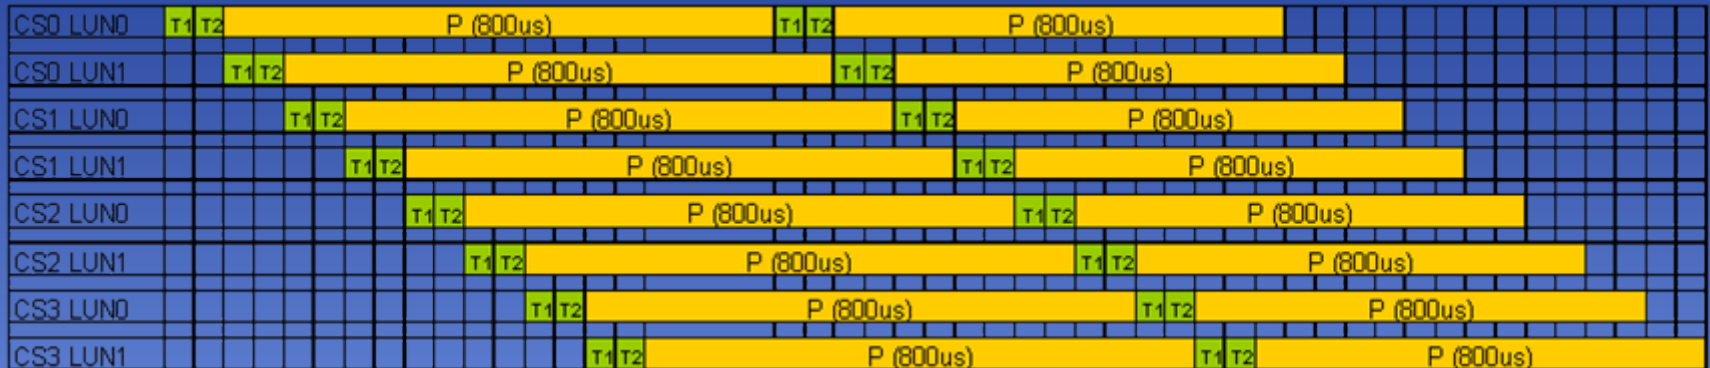 CS0 LUN0 T1 T2 P (800us) T1 T2 P (800us)
CS0 LUN1 T1 T2 P (800us) T1 T2 P (800us)
CS1 LUN0 T1 T2 P (800us) T1 T2 P (800us)
CS1 LUN1 T1 T2 P (800us) T1 T2 P (800us)
CS2 LUN0 T1 T2 P (800us) T1 T2 P (800us)
CS2 LUN1 T1 T2 P (800us) T1 T2 P (800us)
CS3 LUN0 T1 T2 P (800us) T1 T2 P (800us)
CS3 LUN1 T1 T2 P (800us) T1 T2 P (800us)